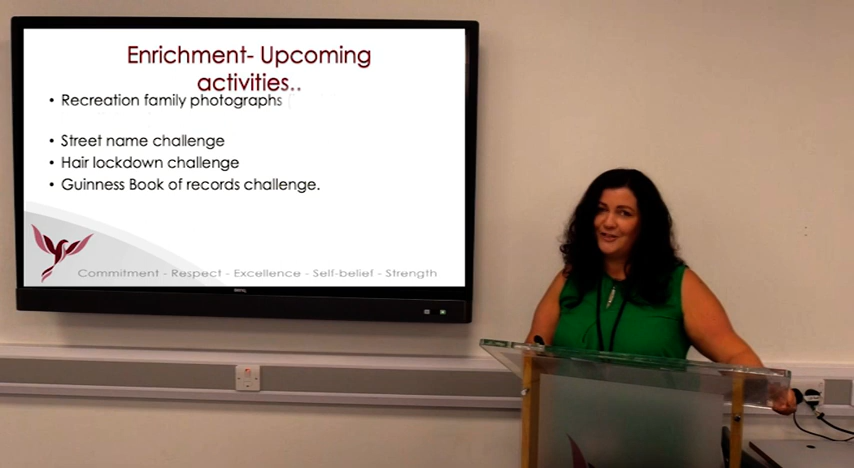 Enrichment- Upcoming
activities..
• Recreation family photographs
• Street name challenge
• Hair lockdown challenge
• Guinness Book of records challenge.
Commitment - Respect - Excellence - Self-belief - Strength
BenQ